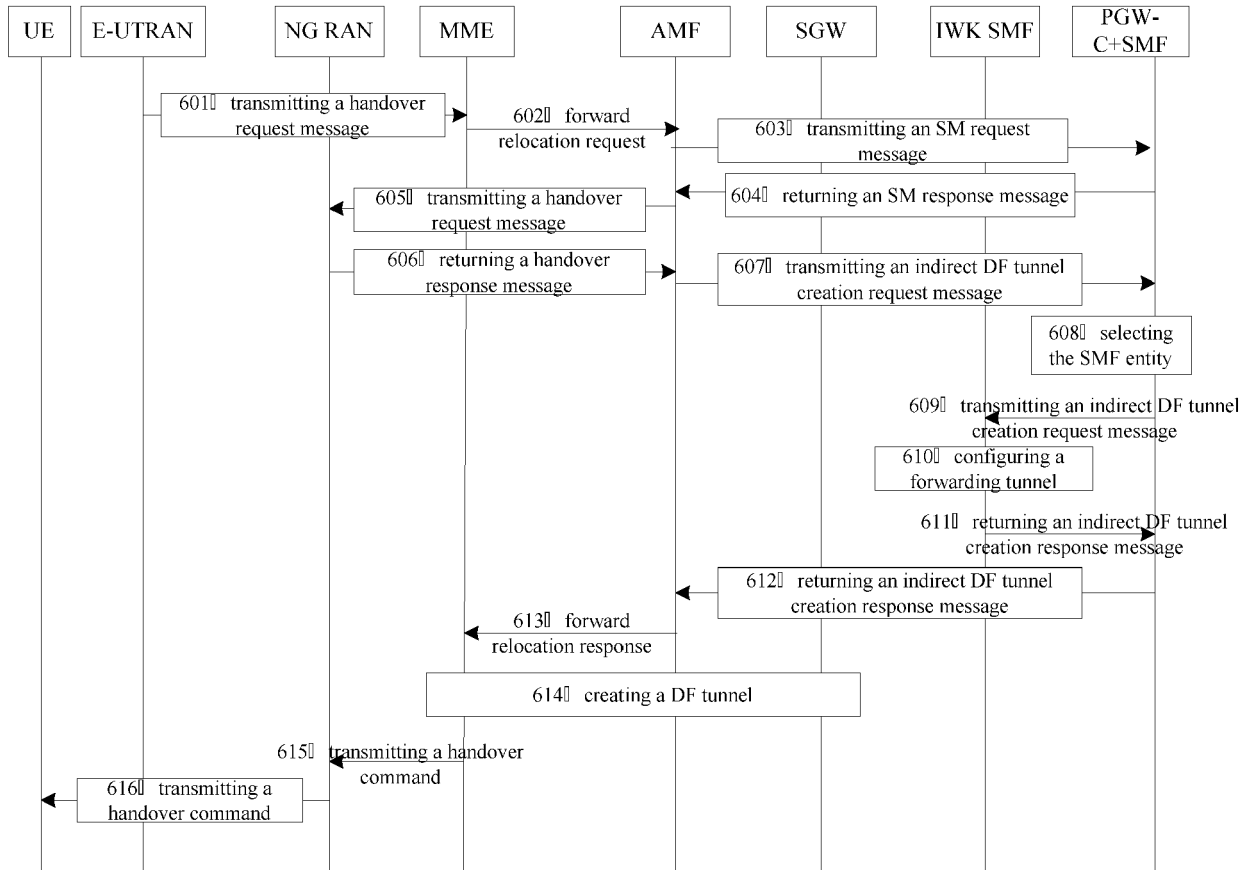 UE
E-UTRAN
NG RAN
MME
AMF
SGW
IWK SMF
PGW-
C+SMF
601▯ transmitting a handover
request message
602▯ forward
relocation request
603▯ transmitting an SM request
message
604▯ returning an SM response message
605▯ transmitting a handover
request message
606▯ returning a handover
response message
607▯ transmitting an indirect DF tunnel
creation request message
608▯ selecting
the SMF entity
609▯ transmitting an indirect DF tunnel
creation request message
610▯ configuring a
forwarding tunnel
611▯ returning an indirect DF tunnel
creation response message
612▯ returning an indirect DF tunnel
creation response message
613▯ forward
relocation response
614▯ creating a DF tunnel
615▯ transmitting a handover
command
616▯ transmitting a
handover command